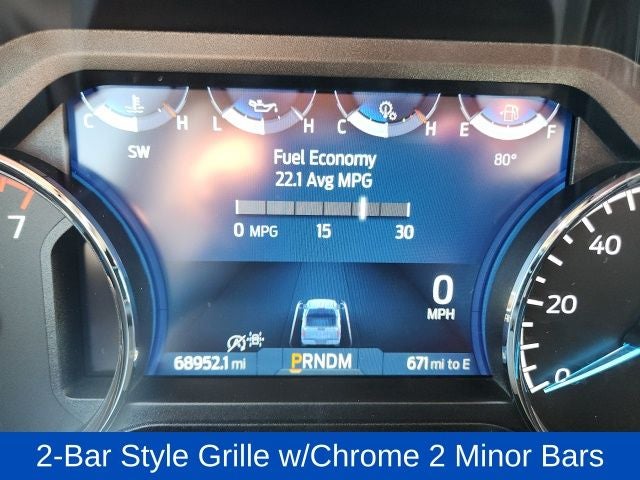 C H L H C H E F
SW 80°
Fuel Economy
22.1 Avg MPG
0 MPG 15 30
7
40
20
0
0
MPH
68952.1 mi PRNDM 671 mi to E
2-Bar Style Grille w/Chrome 2 Minor Bars